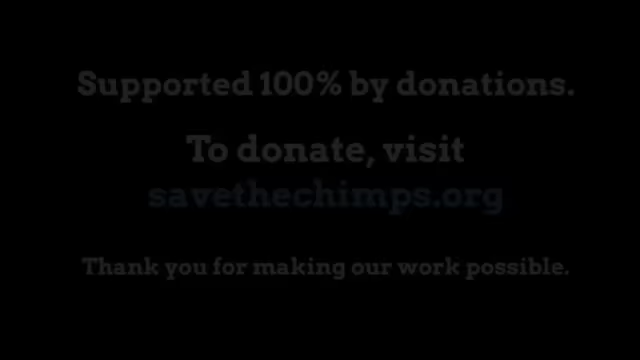 Supported 100% by donations.
To donate, visit
savethechimps.org
Thank you for making our work possible.